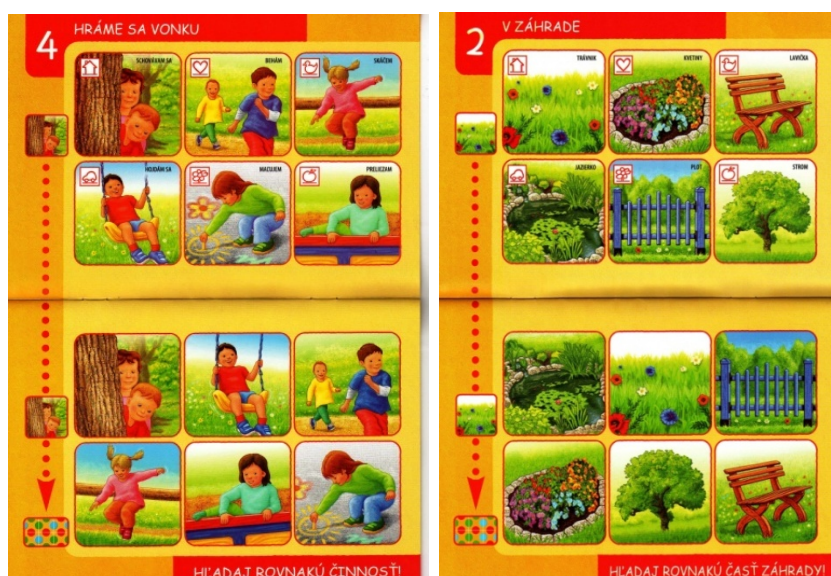 4
HRÁME SA VONKU
SCHOVÁVAM SA
BEHÁM
SKÁČEM
HOJDÁM SA
MAĽUJEM
PRELIEZAM
HĽADAJ ROVNAKÚ ČINNOSŤ!
2
V ZÁHRADE
TRÁVNIK
KVETINY
LAVIČKA
JAZIERKO
PLOT
STROM
HĽADAJ ROVNAKÚ ČASŤ ZÁHRADY!